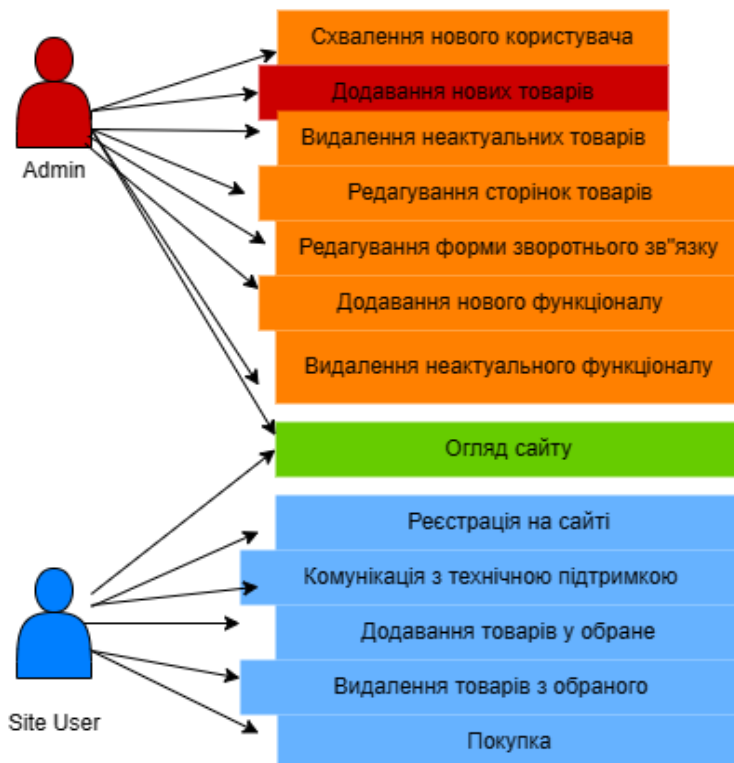 Схвалення нового користувача
Додавання нових товарів
Видалення неактуальних товарів
Admin
Редагування сторінок товарів
Редагування форми зворотнього зв"язку
Додавання нового функціоналу
Видалення неактуального функціоналу
Огляд сайту
Реєстрація на сайті
Комунікація з технічною підтримкою
Додавання товарів у обране
Видалення товарів з обраного
Site User
Покупка